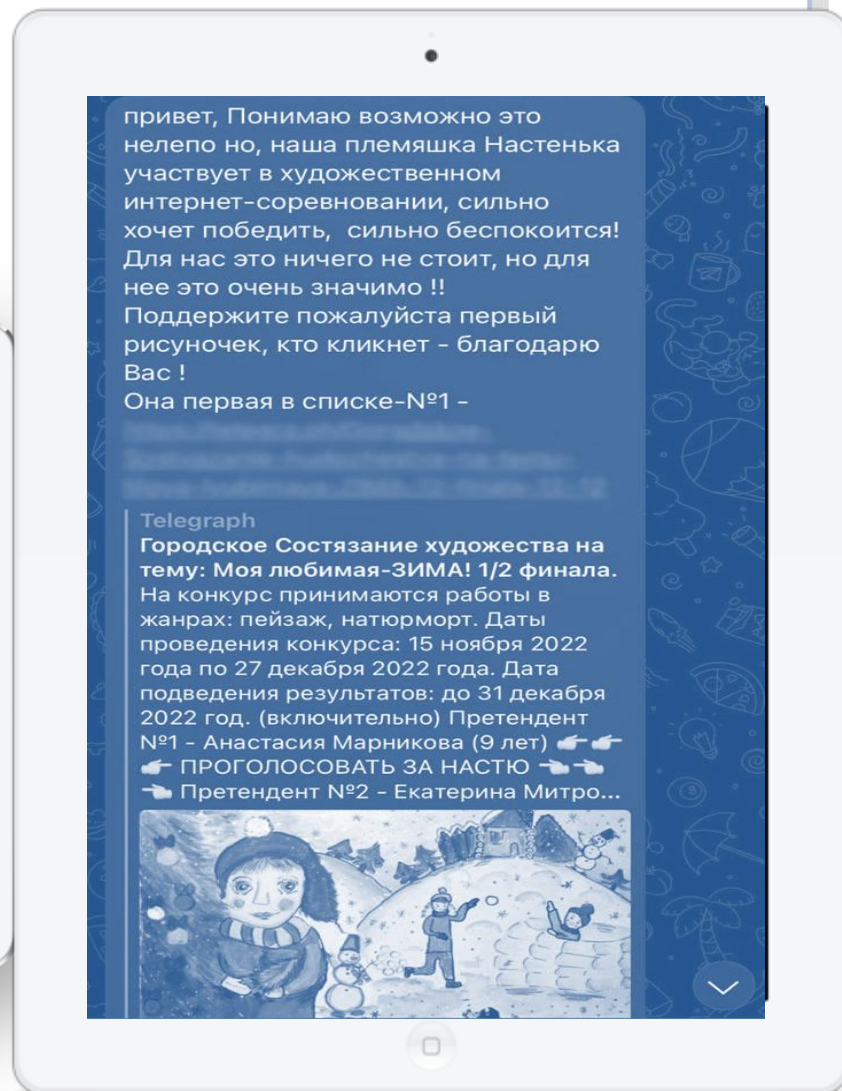 привет, Понимаю возможно это
нелепо но, наша племяшка Настенька
участвует в художественном
интернет-соревновании, сильно
хочет победить,  сильно беспокоится!
Для нас это ничего не стоит, но для
нее это очень значимо !!
Поддержите пожалуйста первый
рисуночек, кто кликнет - благодарю
Вас !
Она первая в списке-№1 -
Telegraph
Городское Состязание художества на
тему: Моя любимая-ЗИМА! 1/2 финала.
На конкурс принимаются работы в
жанрах: пейзаж, натюрморт. Даты
проведения конкурса: 15 ноября 2022
года по 27 декабря 2022 года. Дата
подведения результатов: до 31 декабря
2022 год. (включительно) Претендент
№1 - Анастасия Марникова (9 лет) 👉👉
👉 ПРОГОЛОСОВАТЬ ЗА НАСТЮ 👈👈
👈 Претендент №2 - Екатерина Митро...